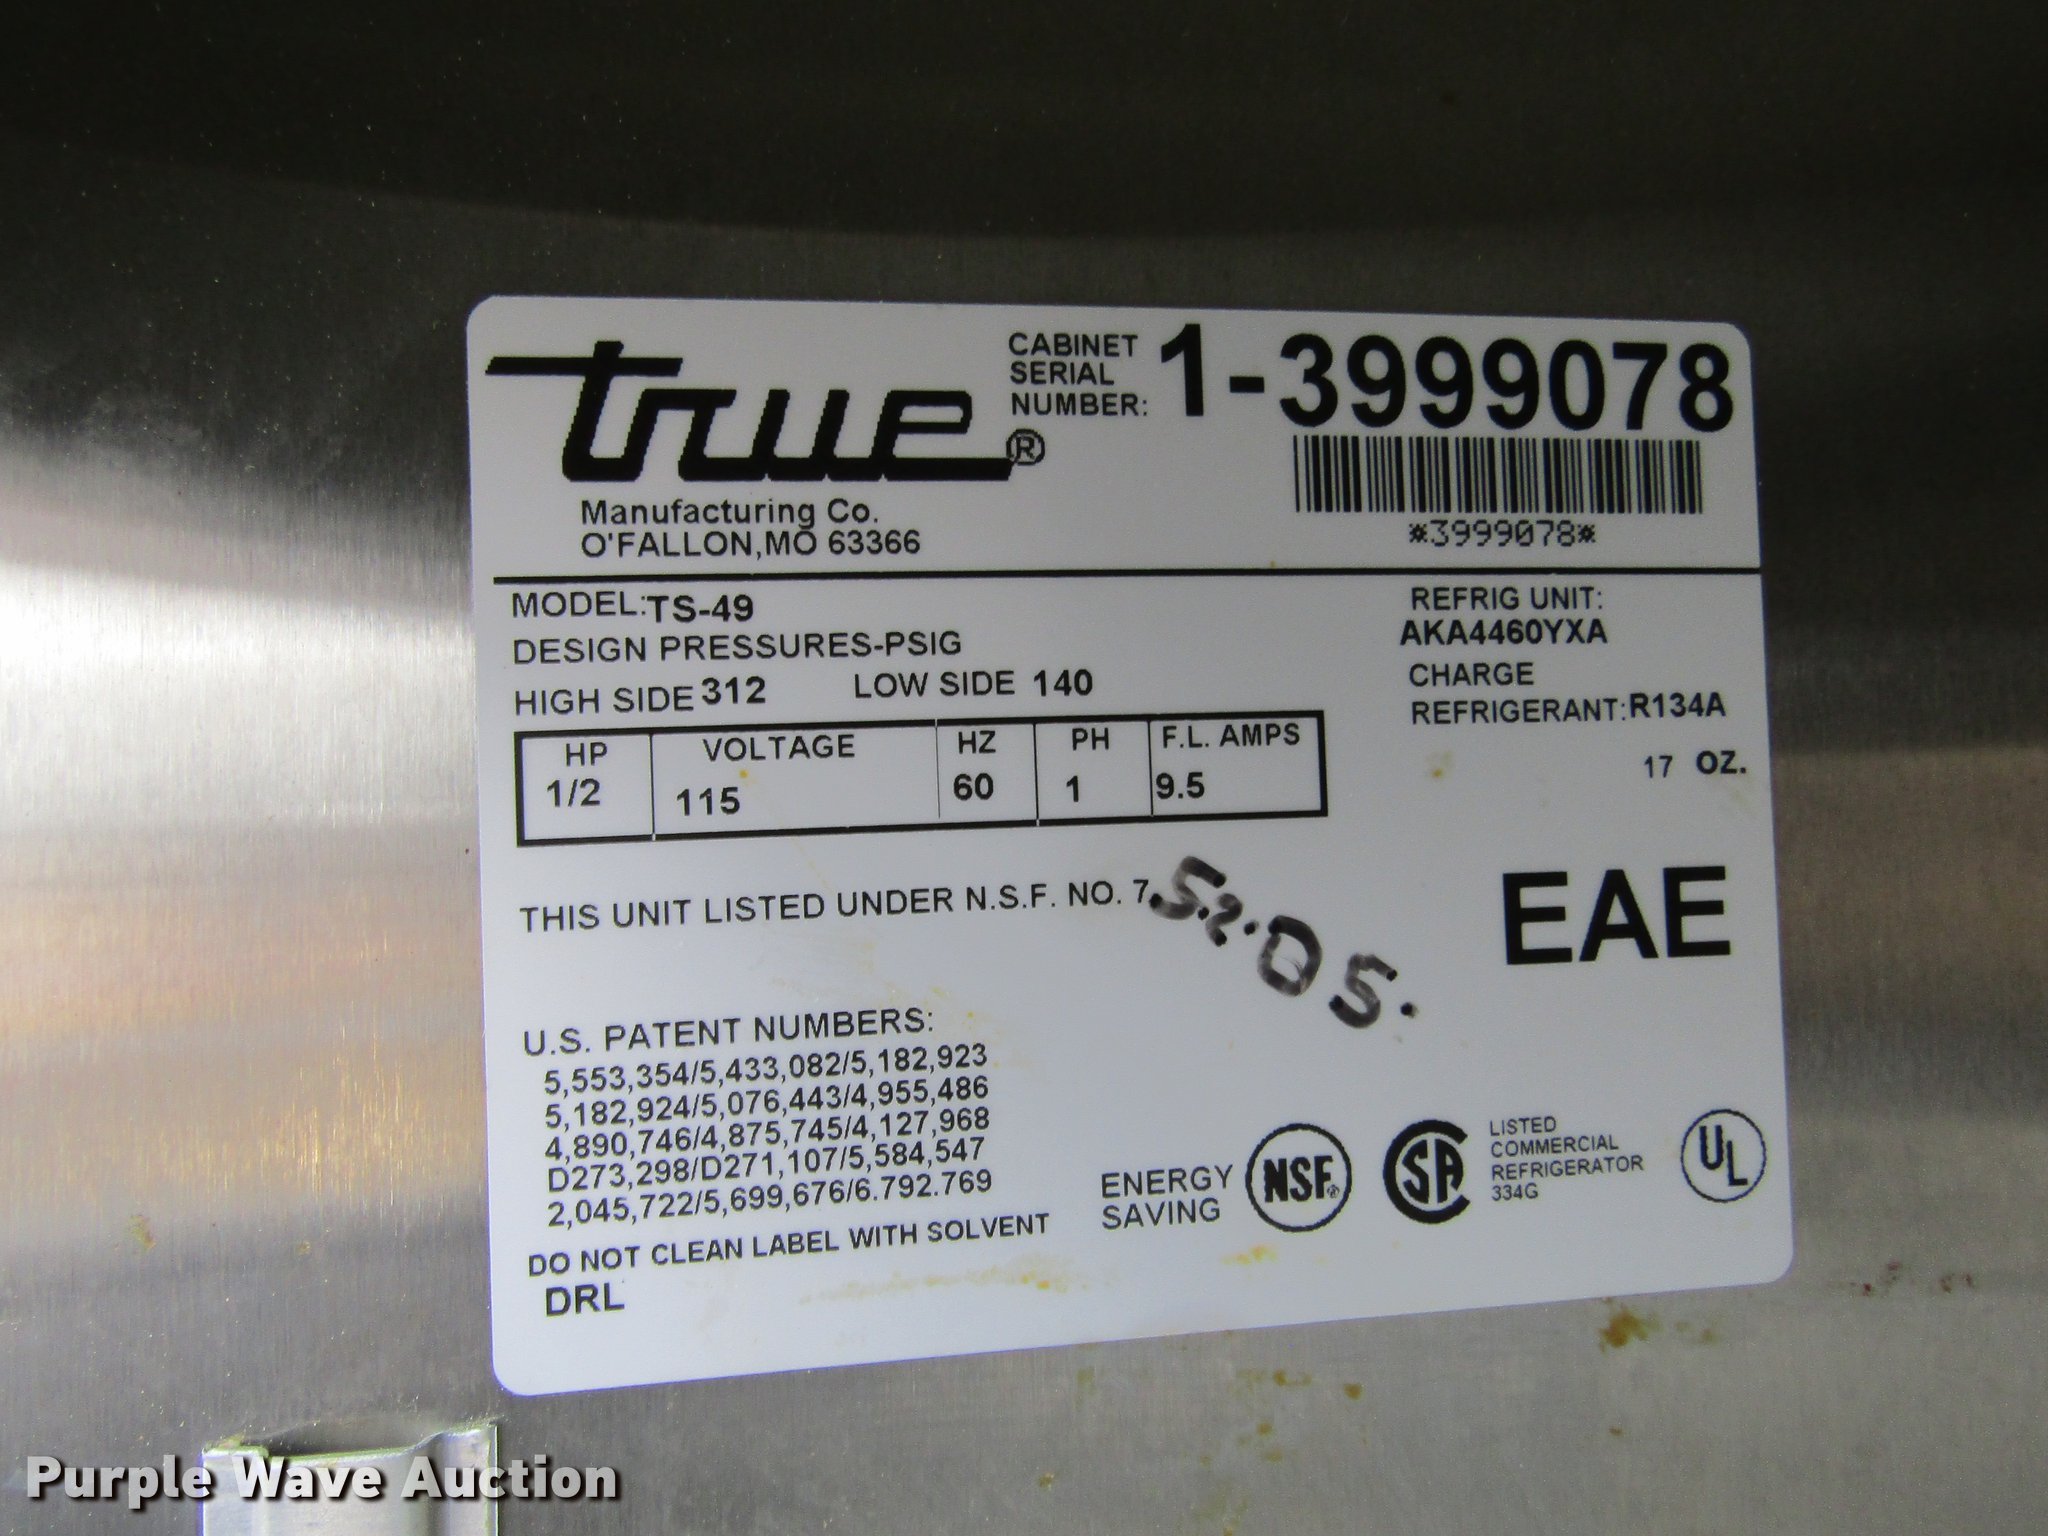 true®
Manufacturing Co.
O'FALLON,MO 63366
CABINET
SERIAL
NUMBER: 1-3999078
*3999078*
MODEL:TS-49
DESIGN PRESSURES-PSIG
HIGH SIDE 312 LOW SIDE 140
REFRIG UNIT:
AKA4460YXA
CHARGE
REFRIGERANT:R134A
17 OZ.
HP VOLTAGE HZ PH F.L. AMPS
1/2 115 60 1 9.5
THIS UNIT LISTED UNDER N.S.F. NO. 7
EAE
U.S. PATENT NUMBERS:
5,553,354/5,433,082/5,182,923
5,182,924/5,076,443/4,955,486
4,890,746/4,875,745/4,127,968
D273,298/D271,107/5,584,547
2,045,722/5,699,676/6.792.769
DO NOT CLEAN LABEL WITH SOLVENT
DRL
ENERGY
SAVING
NSF®
SA
LISTED
COMMERCIAL
REFRIGERATOR
334G
UL
Purple Wave Auction